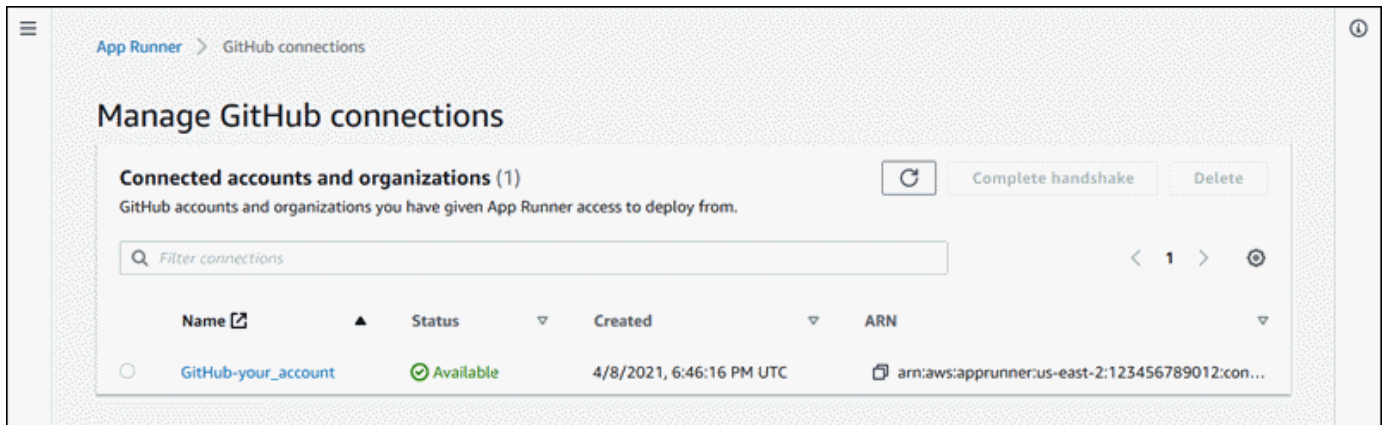 App Runner > GitHub connections
Manage GitHub connections
Connected accounts and organizations (1)
Complete handshake
Delete
GitHub accounts and organizations you have given App Runner access to deploy from.
Filter connections
< 1 >
Name Status Created ARN
GitHub-your_account Available 4/8/2021, 6:46:16 PM UTC arn:aws:apprunner:us-east-2:123456789012:con...